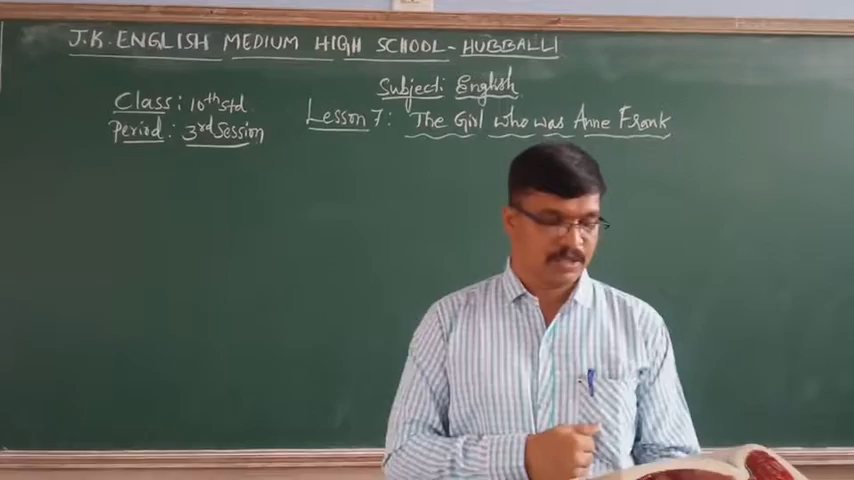 J.K. ENGLISH MEDIUM HIGH SCHOOL-HUBBALLI
Subject: English
Class: 10th Std
Lesson 7: The Girl who was Anne Frank
Period: 3rd Session